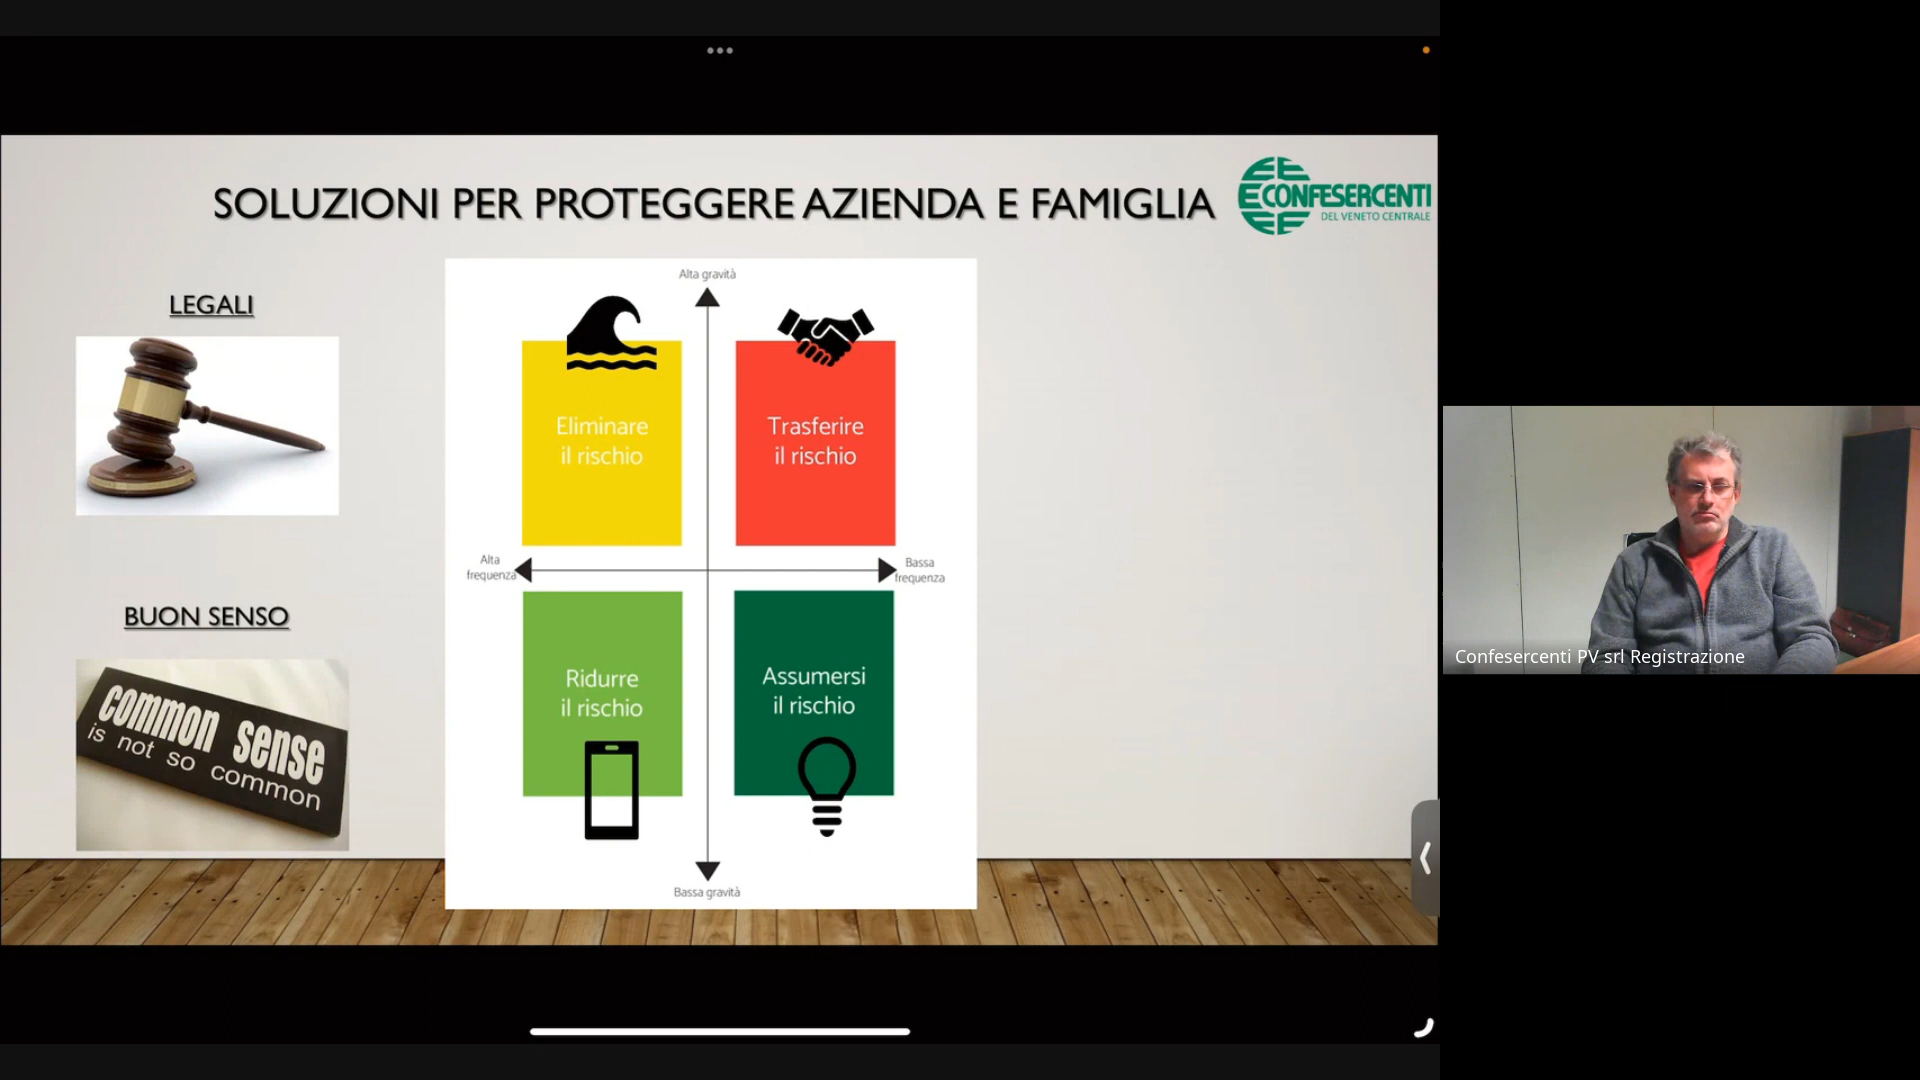 SOLUZIONI PER PROTEGGERE AZIENDA E FAMIGLIA
CONFESERCENTI
DEL VENETO CENTRALE
LEGALI
BUON SENSO
common sense
is not so common
Alta gravità
Eliminare
il rischio
Trasferire
il rischio
Alta
frequenza
Bassa
frequenza
Ridurre
il rischio
Assumersi
il rischio
Bassa gravità
Confesercenti PV srl Registrazione